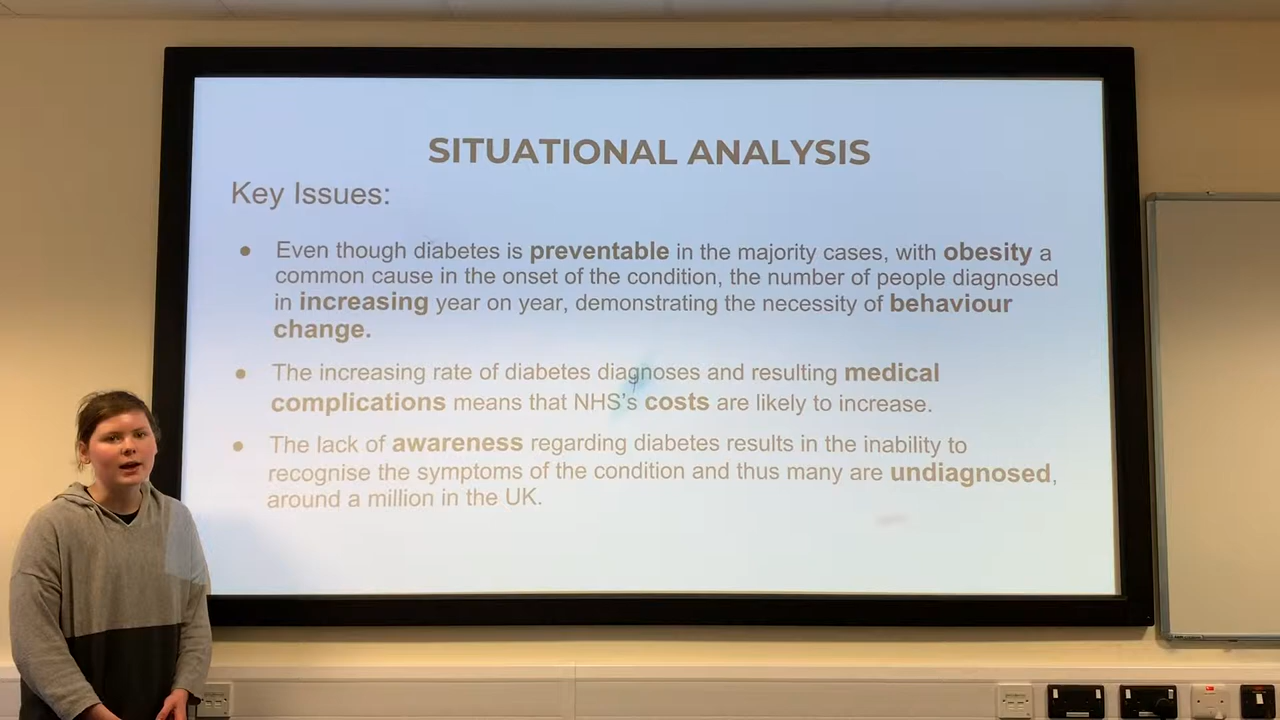 SITUATIONAL ANALYSIS
Key Issues:
● Even though diabetes is preventable in the majority cases, with obesity a
common cause in the onset of the condition, the number of people diagnosed
in increasing year on year, demonstrating the necessity of behaviour
change.
● The increasing rate of diabetes diagnoses and resulting medical
complications means that NHS's costs are likely to increase.
● The lack of awareness regarding diabetes results in the inability to
recognise the symptoms of the condition and thus many are undiagnosed,
around a million in the UK.